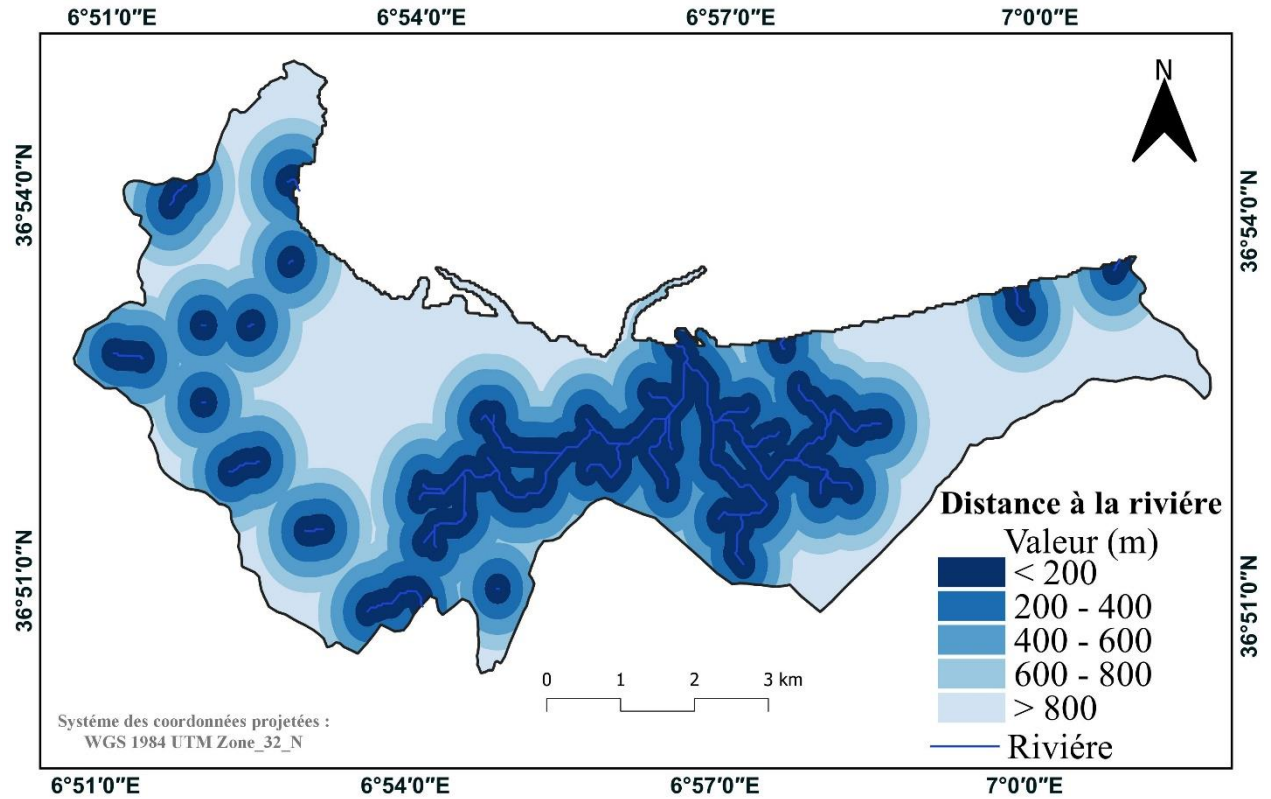 6°51'0"E 6°54'0"E 6°57'0"E 7°0'0"E
N
36°54'0"N
36°54'0"N
36°51'0"N
36°51'0"N
Distance à la riviére
Valeur (m)
< 200
200 - 400
400 - 600
600 - 800
> 800
Riviére
0 1 2 3 km
Systéme des coordonnées projetées :
WGS 1984 UTM Zone_32_N
6°51'0"E 6°54'0"E 6°57'0"E 7°0'0"E